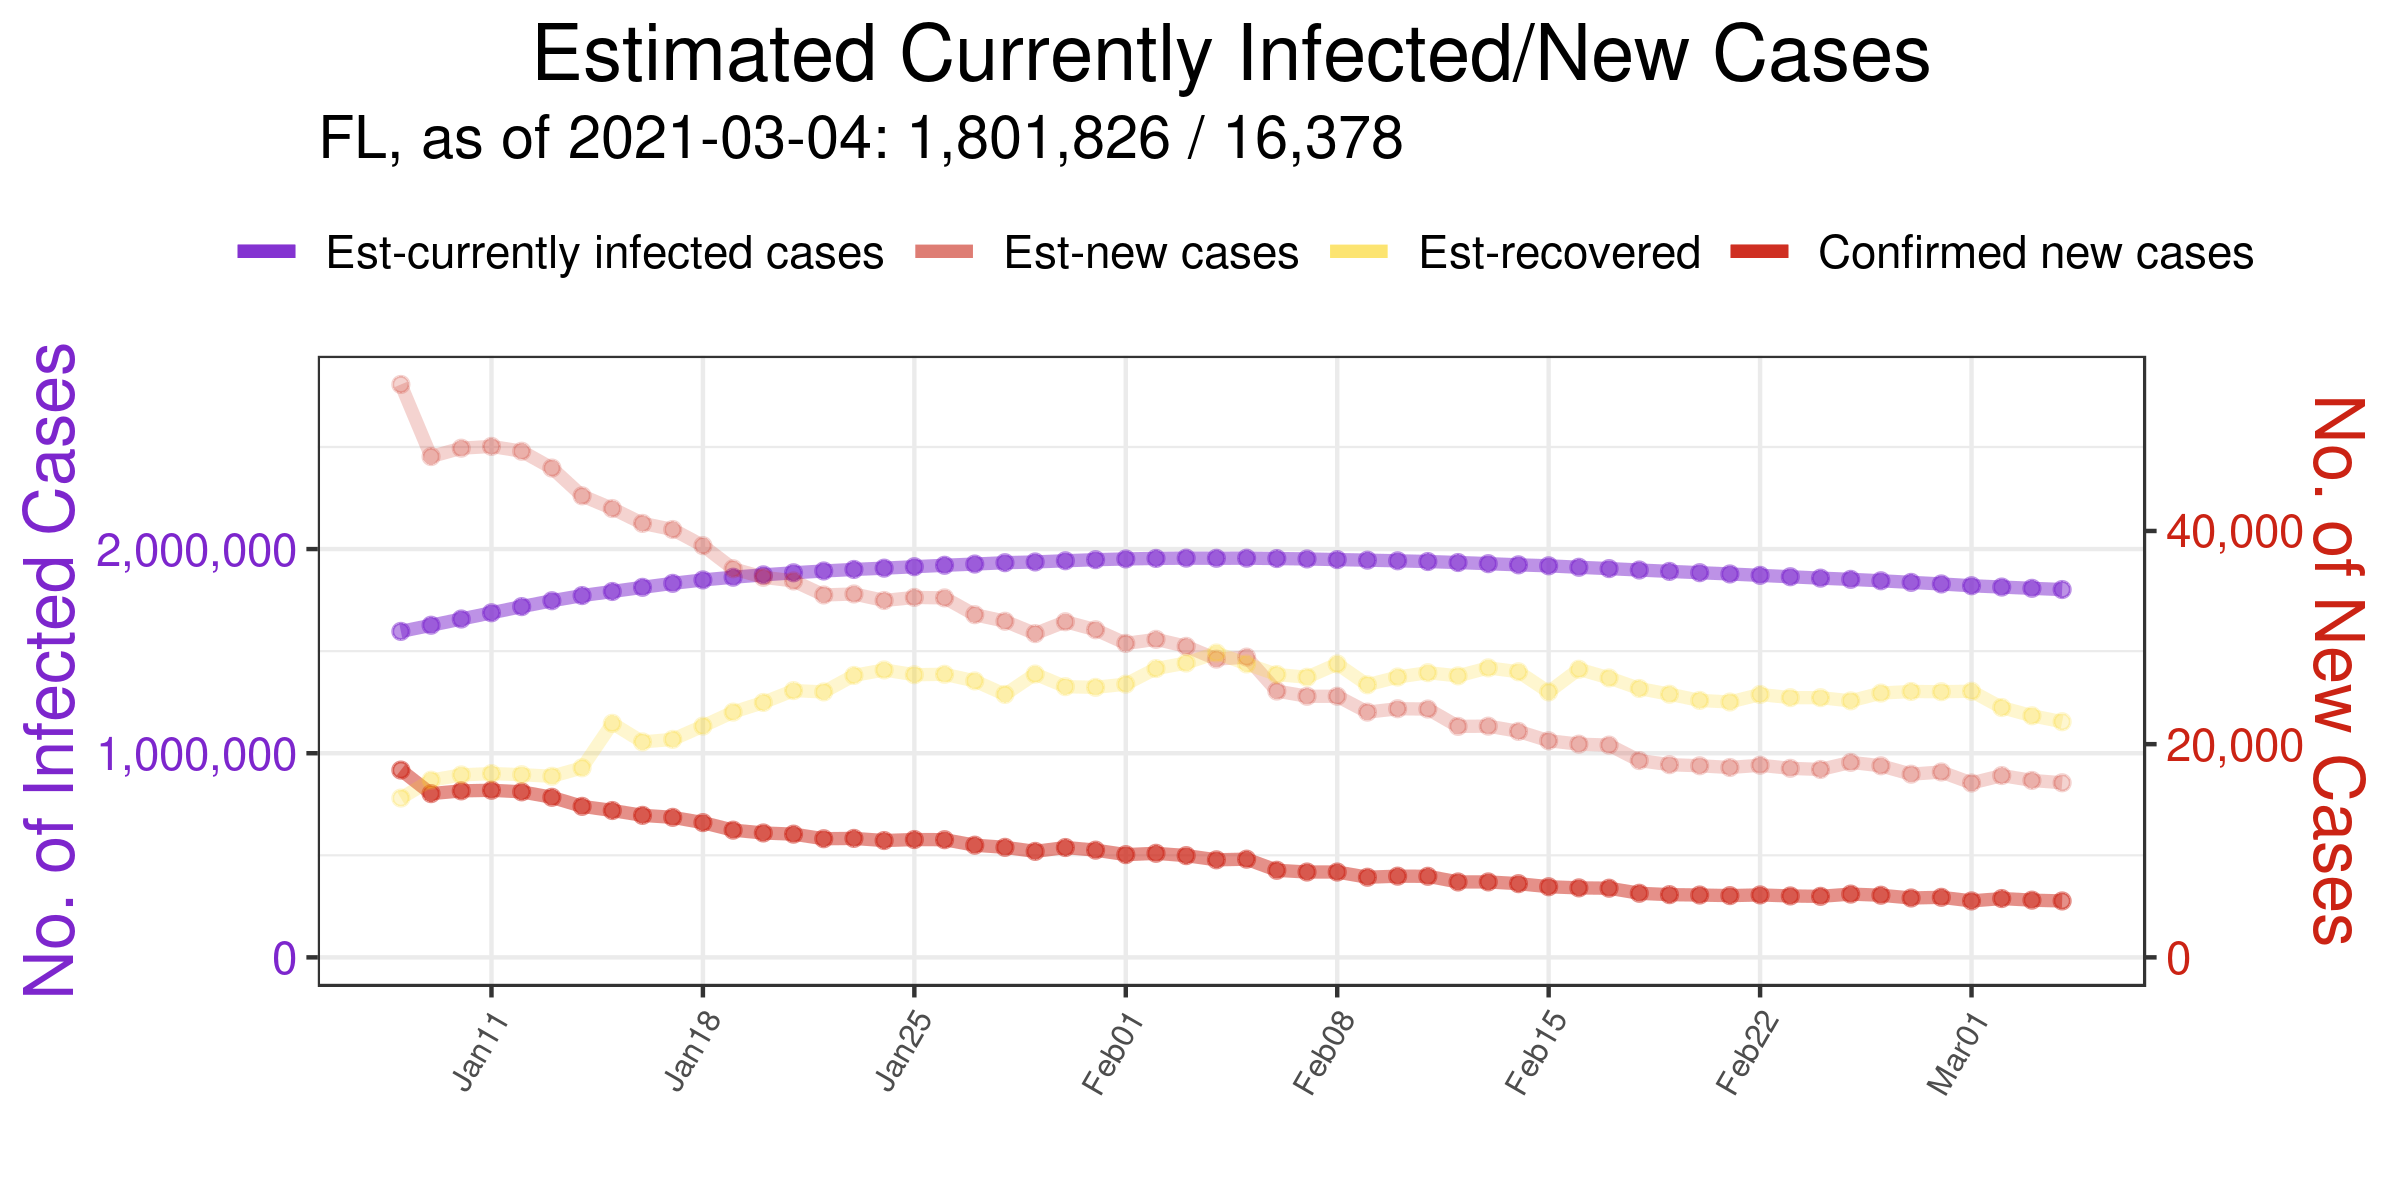 Estimated Currently Infected/New Cases
FL, as of 2021-03-04: 1,801,826 / 16,378
Est-currently infected cases Est-new cases Est-recovered Confirmed new cases
No. of Infected Cases
2,000,000
1,000,000
0
40,000
20,000
0
No. of New Cases
Jan11 Jan18 Jan25 Feb01 Feb08 Feb15 Feb22 Mar01